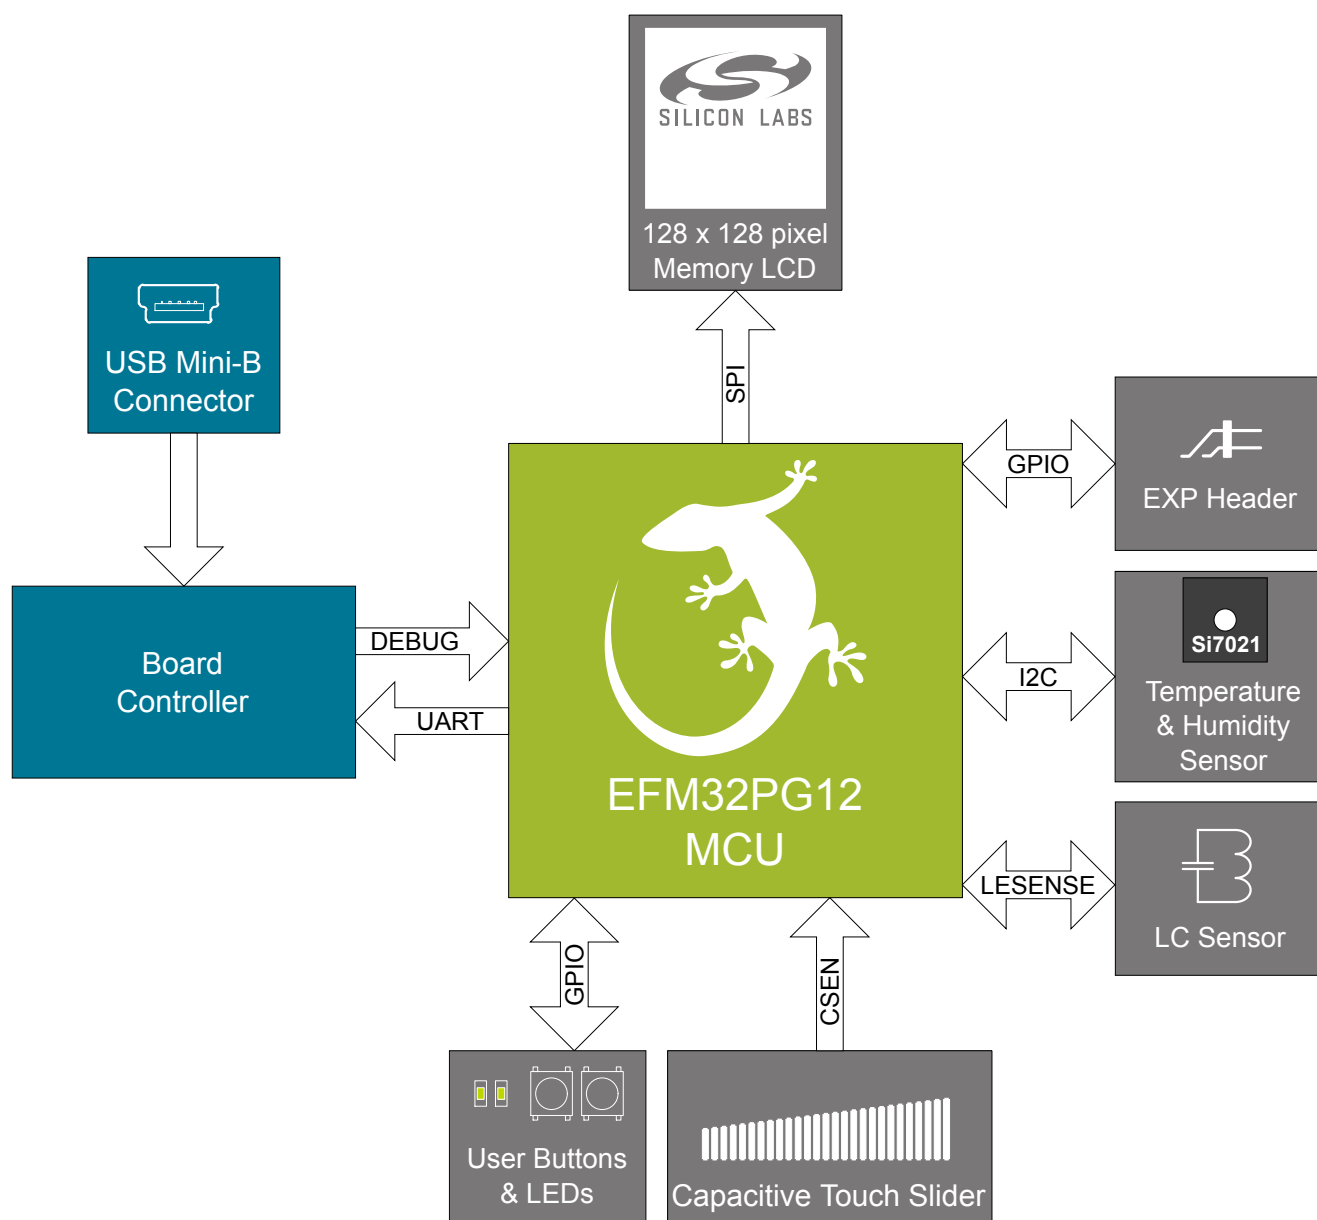 SILICON LABS
128 x 128 pixel
Memory LCD
USB Mini-B
Connector
SPI
GPIO
EXP Header
Board
Controller
DEBUG
UART
EFM32PG12
MCU
I2C
Si7021
Temperature
& Humidity
Sensor
LESENSE
LC Sensor
GPIO
CSEN
User Buttons
& LEDs
Capacitive Touch Slider